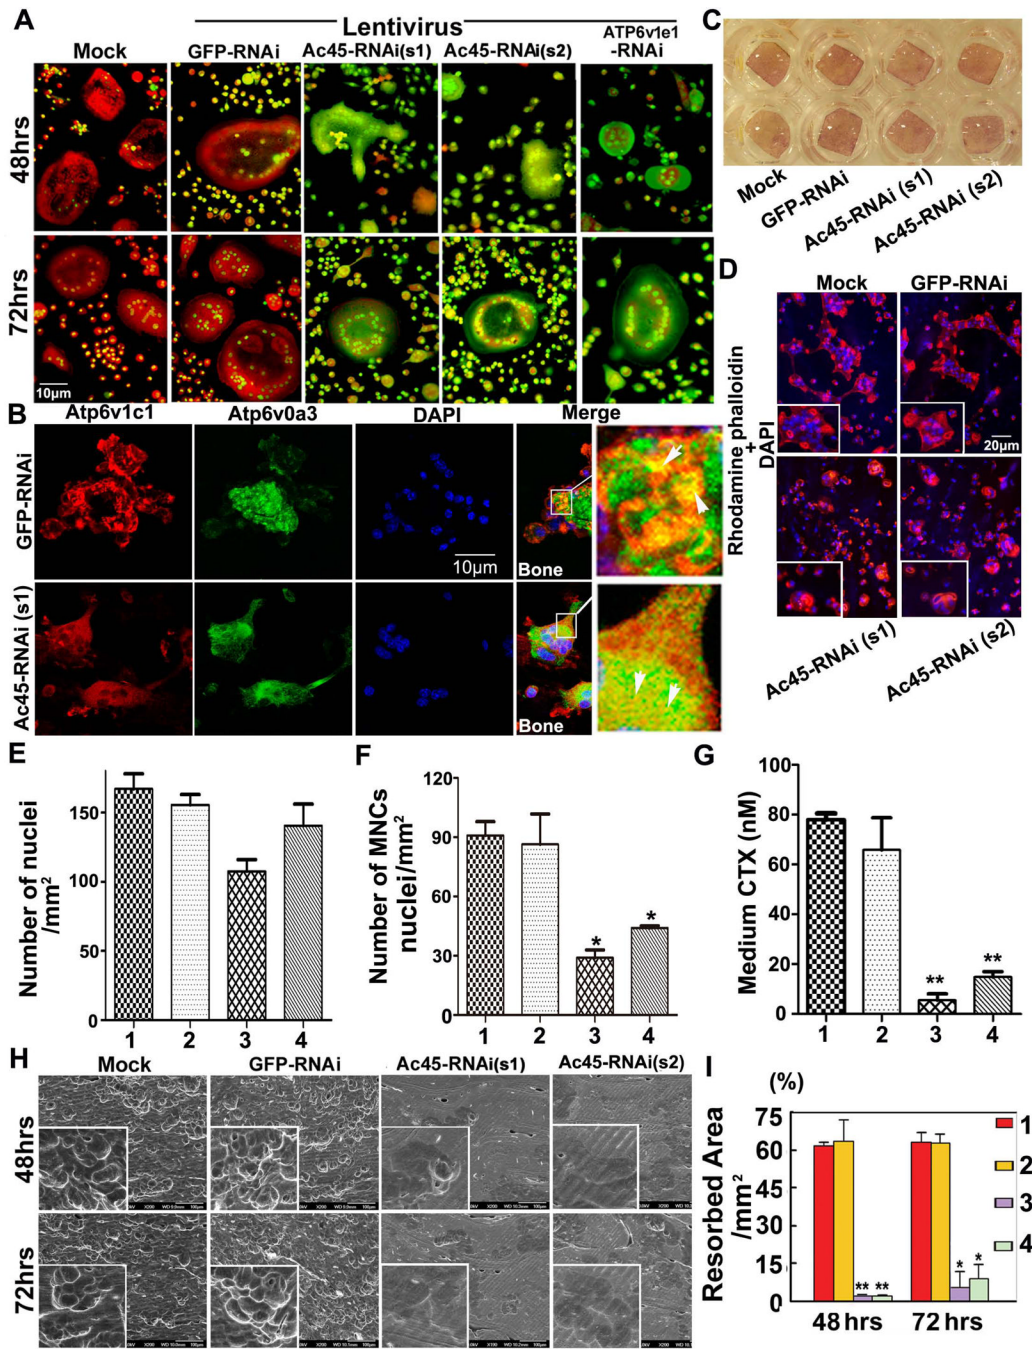 A
Lentivirus
Mock
GFP-RNAi
Ac45-RNAi(s1)
Ac45-RNAi(s2)
ATP6v1e1
-RNAi
48hrs
72hrs
10µm
B
Atp6v1c1
Atp6v0a3
DAPI
Merge
GFP-RNAi
10µm
Bone
Ac45-RNAi (s1)
Bone
C
Mock
GFP-RNAi
Ac45-RNAi (s1)
Ac45-RNAi (s2)
D
Mock
GFP-RNAi
Rhodamine phalloidin
+
DAPI
20µm
Ac45-RNAi (s1)
Ac45-RNAi (s2)
E
Number of nuclei
/mm²
150
100
50
0
1 2 3 4
F
Number of MNCs
nuclei/mm²
120
90
60
30
0
* *
1 2 3 4
G
Medium CTX (nM)
80
60
40
20
0
** **
1 2 3 4
H
Mock
GFP-RNAi
Ac45-RNAi(s1)
Ac45-RNAi(s2)
48hrs
72hrs
I
(%)
Resorbed Area
/mm²
75
60
45
30
15
0
** **
* *
48 hrs
72 hrs
1
2
3
4